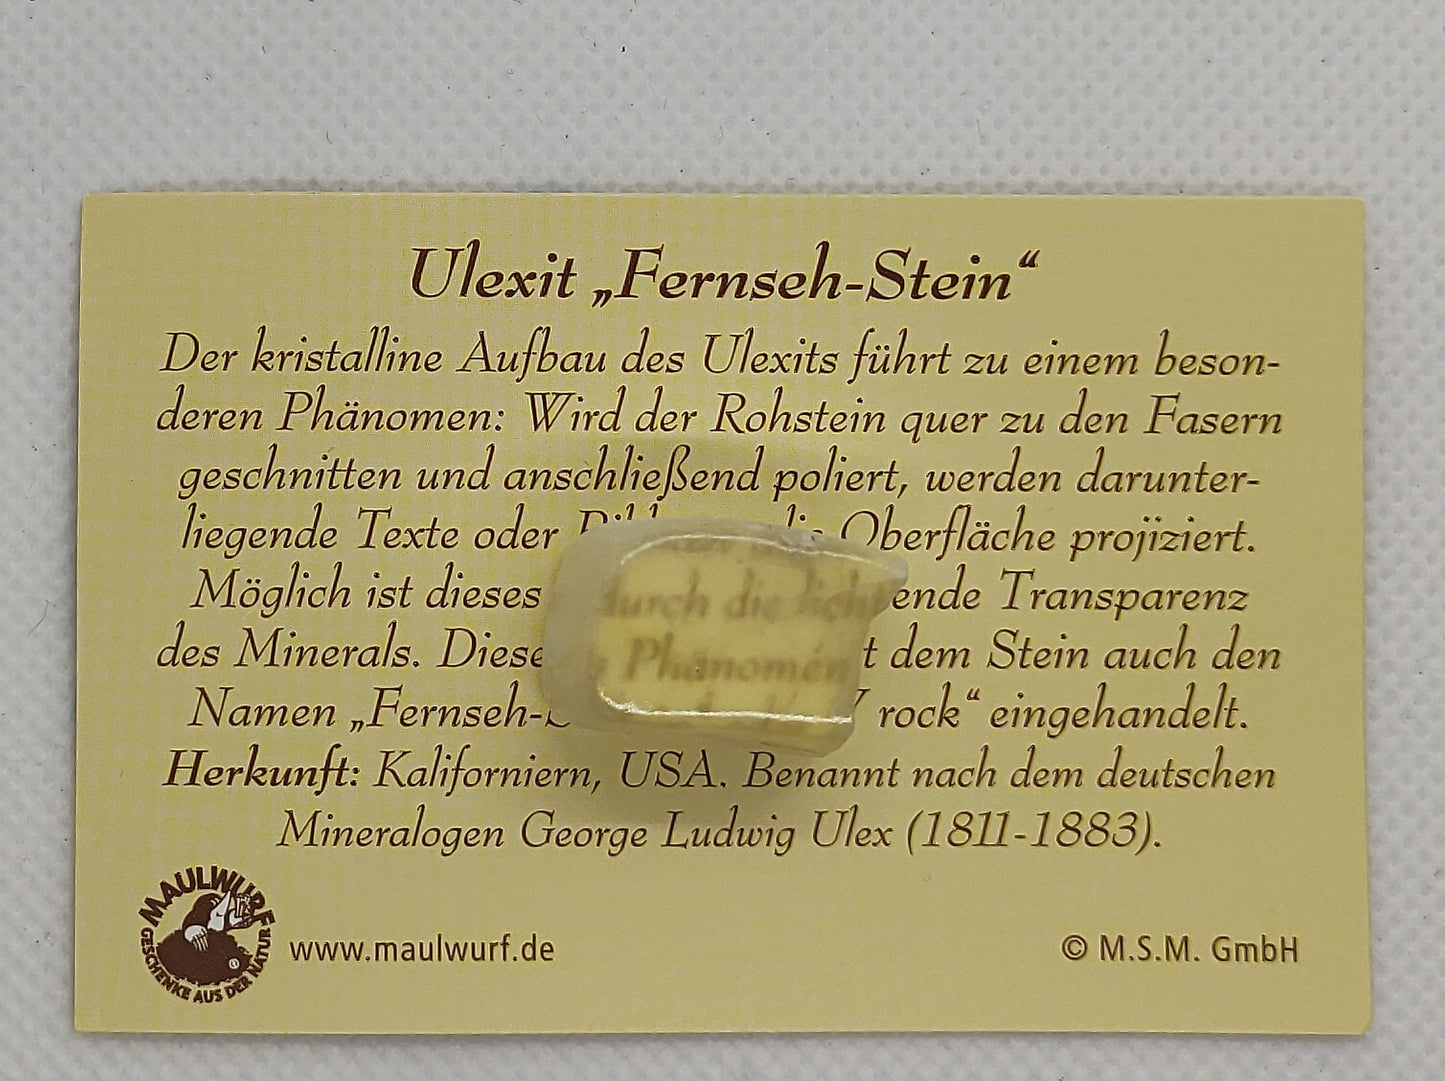 Ulexit „Fernseh-Stein“
Der kristalline Aufbau des Ulexits führt zu einem beson-
deren Phänomen: Wird der Rohstein quer zu den Fasern
geschnitten und anschließend poliert, werden darunter-
liegende Texte oder die Oberfläche projiziert.
Möglich ist dieses durch die licht ende Transparenz
des Minerals. Diese Phänomen t dem Stein auch den
Namen „Fernseh- rock“ eingehandelt.
Herkunft: Kaliforniern, USA. Benannt nach dem deutschen
Mineralogen George Ludwig Ulex (1811-1883).
MAULWURF
GESCHENKE AUS DER NATUR
www.maulwurf.de
© M.S.M. GmbH